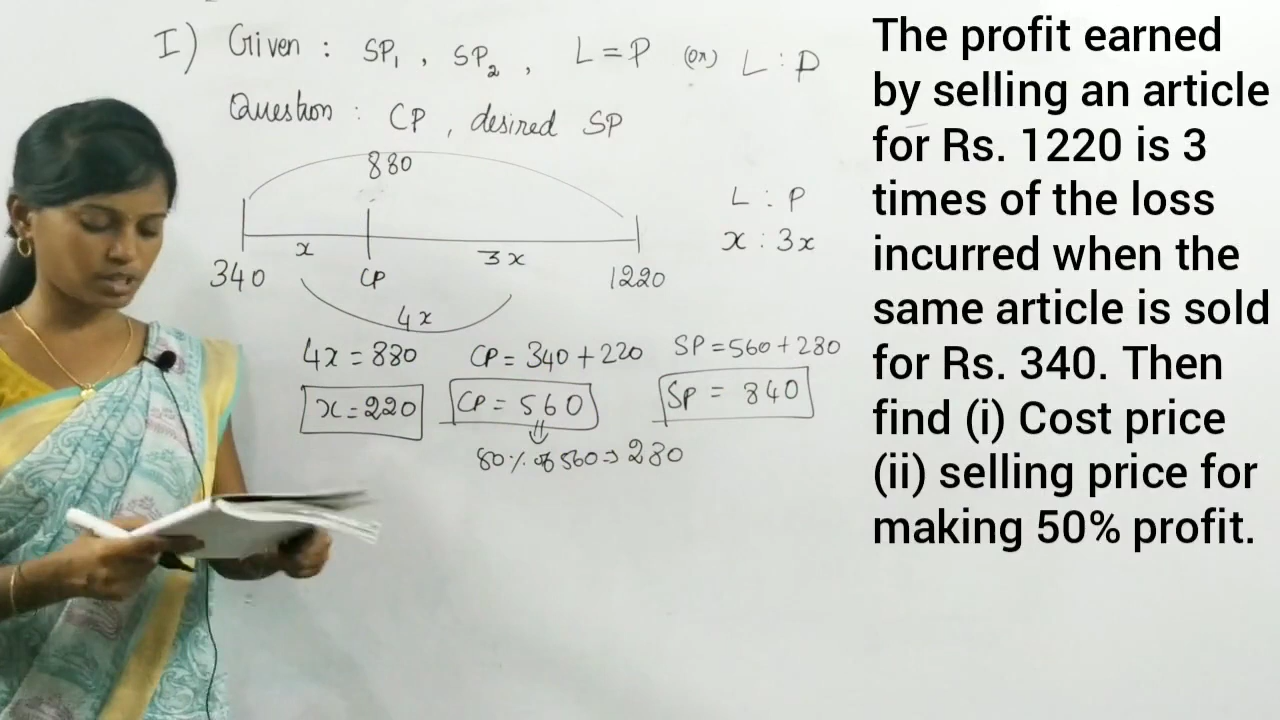 I) Given : SP1, SP2, L=P (or) L : P
Question : CP, desired SP
880
L : P
x : 3x
x
3x
340
CP
1220
4x
4x = 880
CP = 340 + 220
SP = 560 + 280
x = 220
CP = 560
SP = 840
50% of 560 ⇒ 280
The profit earned
by selling an article
for Rs. 1220 is 3
times of the loss
incurred when the
same article is sold
for Rs. 340. Then
find (i) Cost price
(ii) selling price for
making 50% profit.